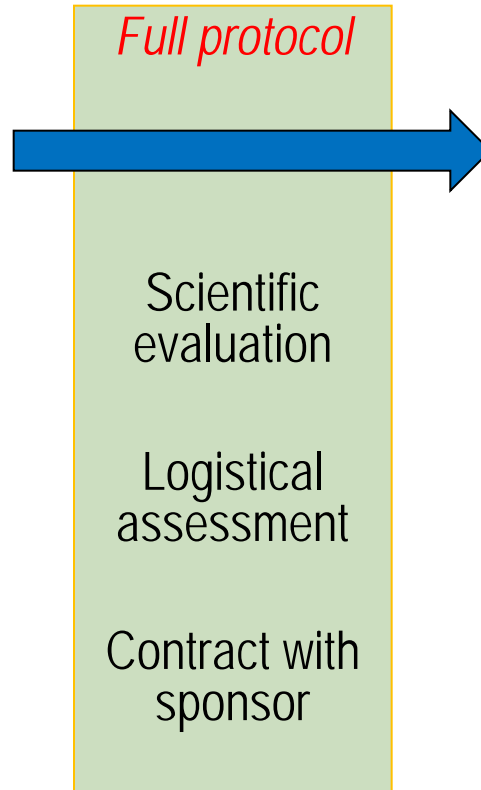 Full protocol
Scientific
evaluation
Logistical
assessment
Contract with
sponsor